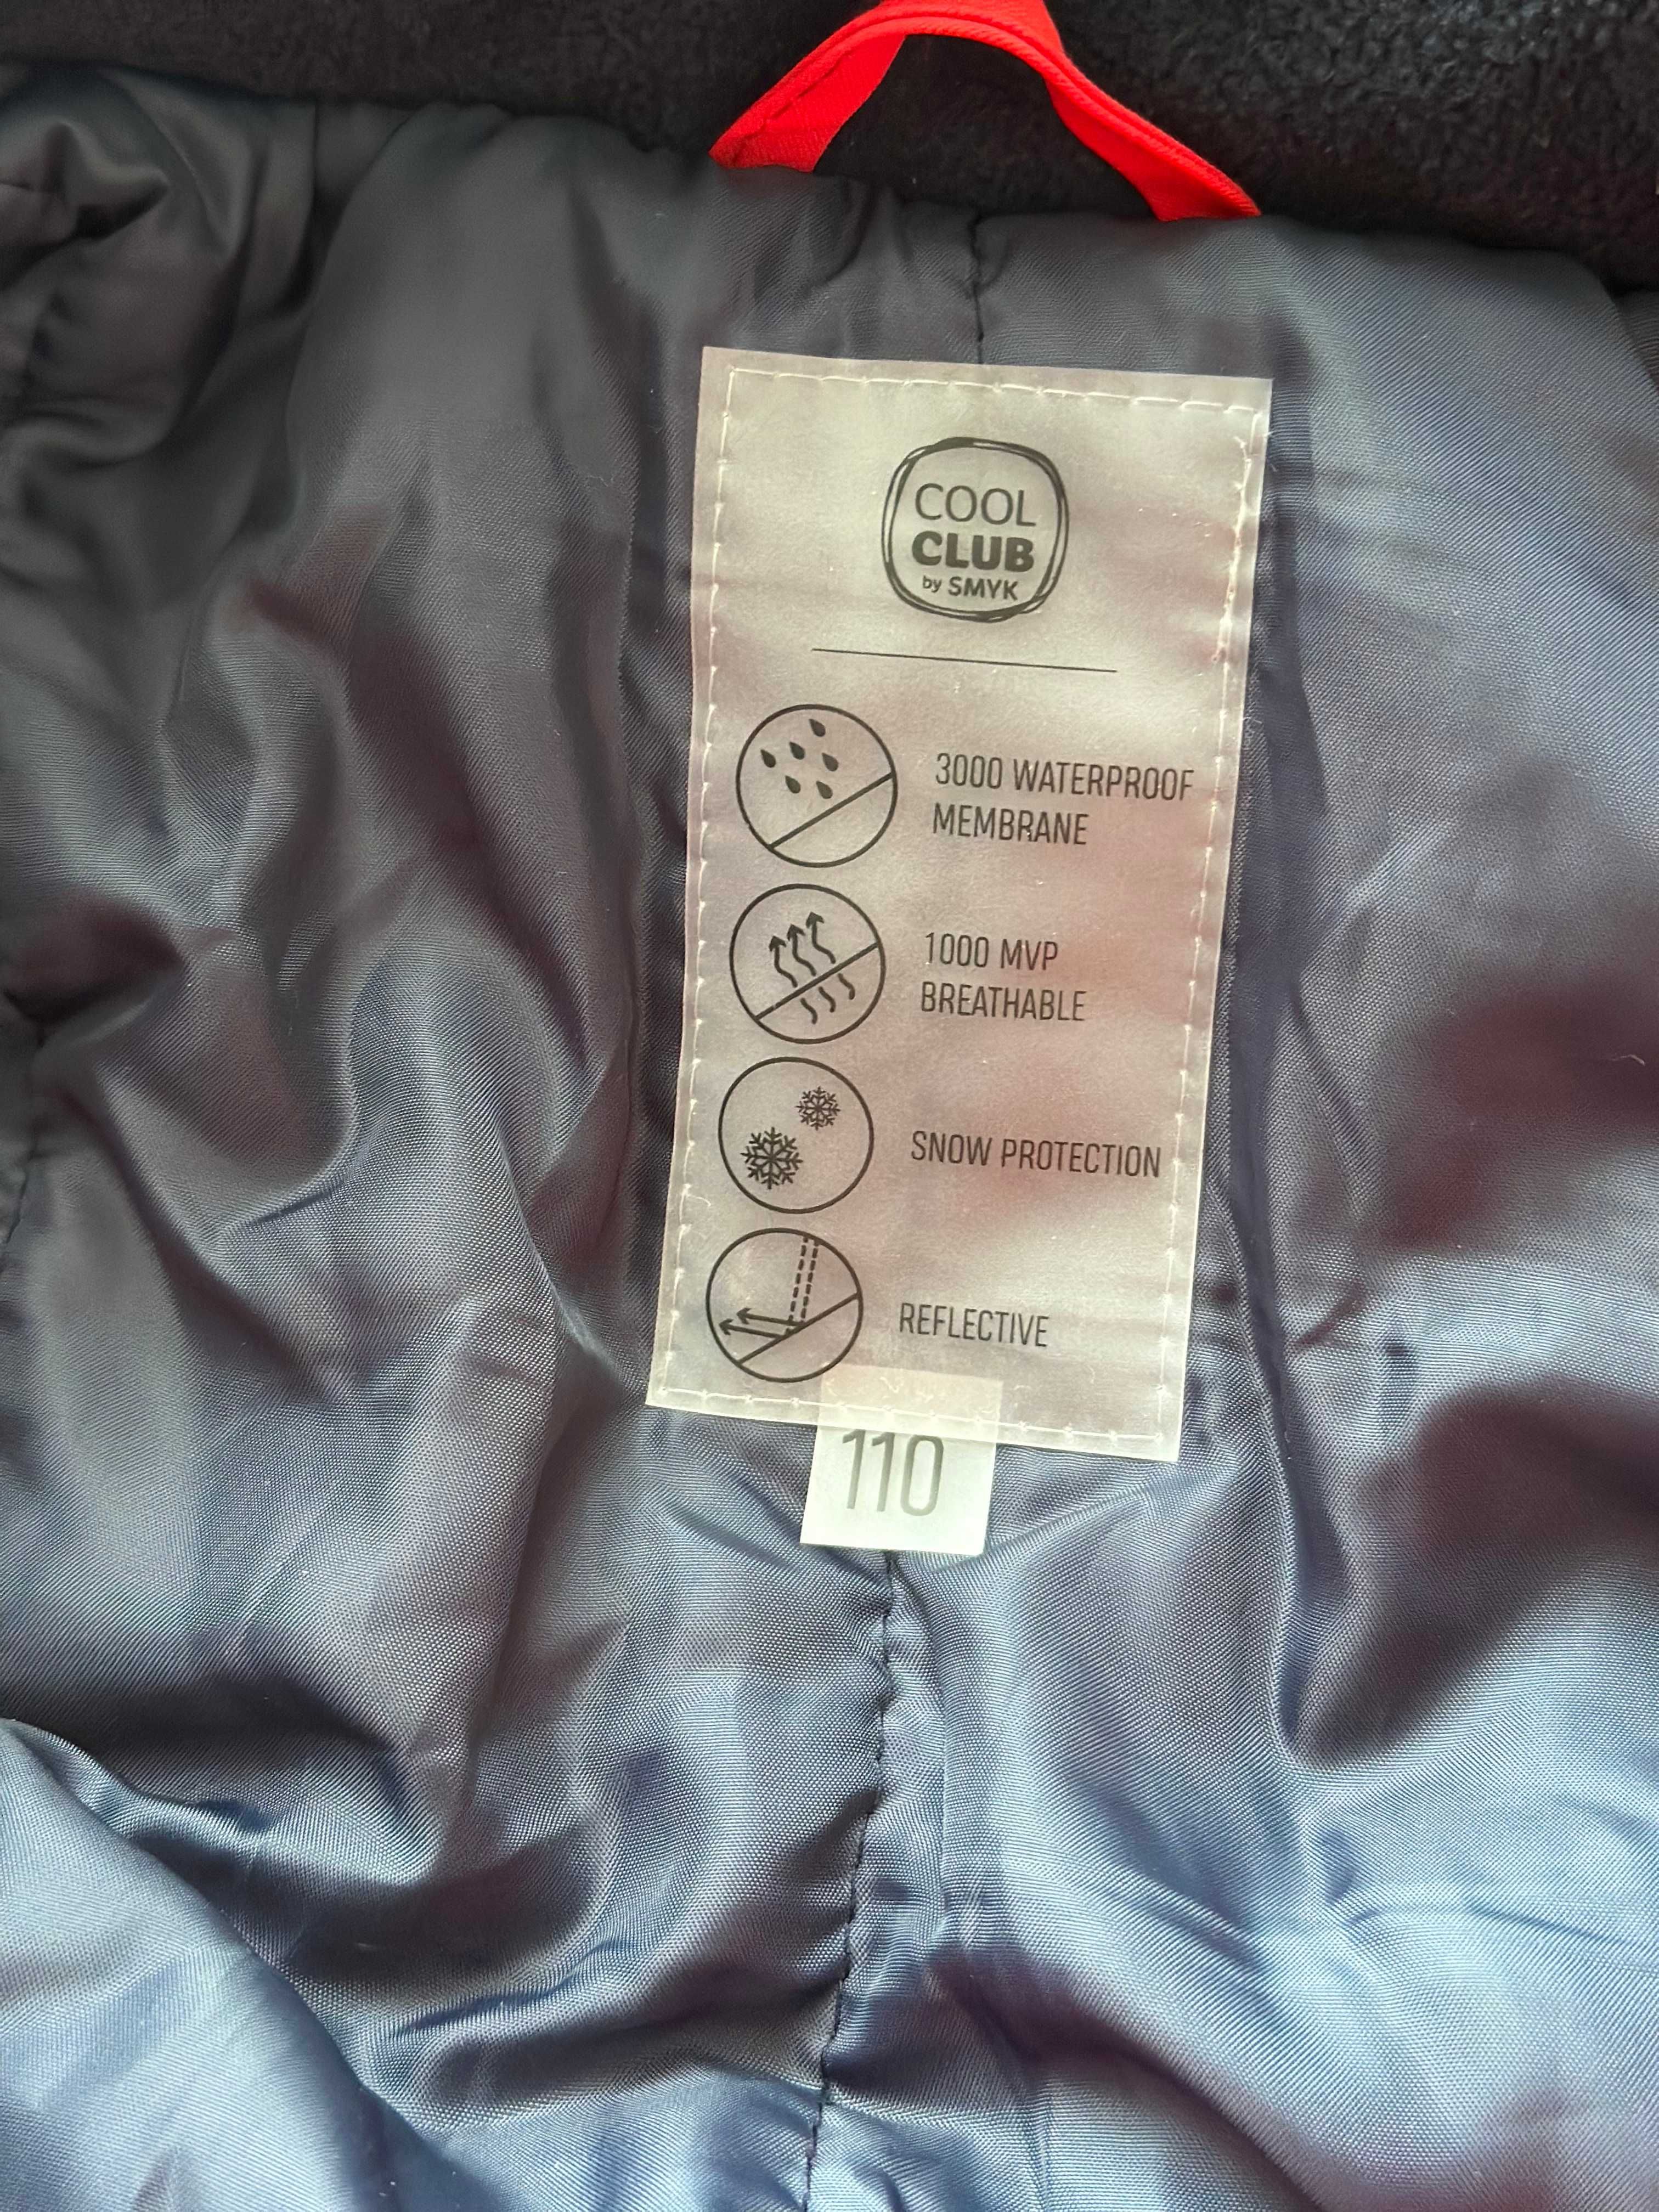 COOL
CLUB
by SMYK
3000 WATERPROOF
MEMBRANE
1000 MVP
BREATHABLE
SNOW PROTECTION
REFLECTIVE
110